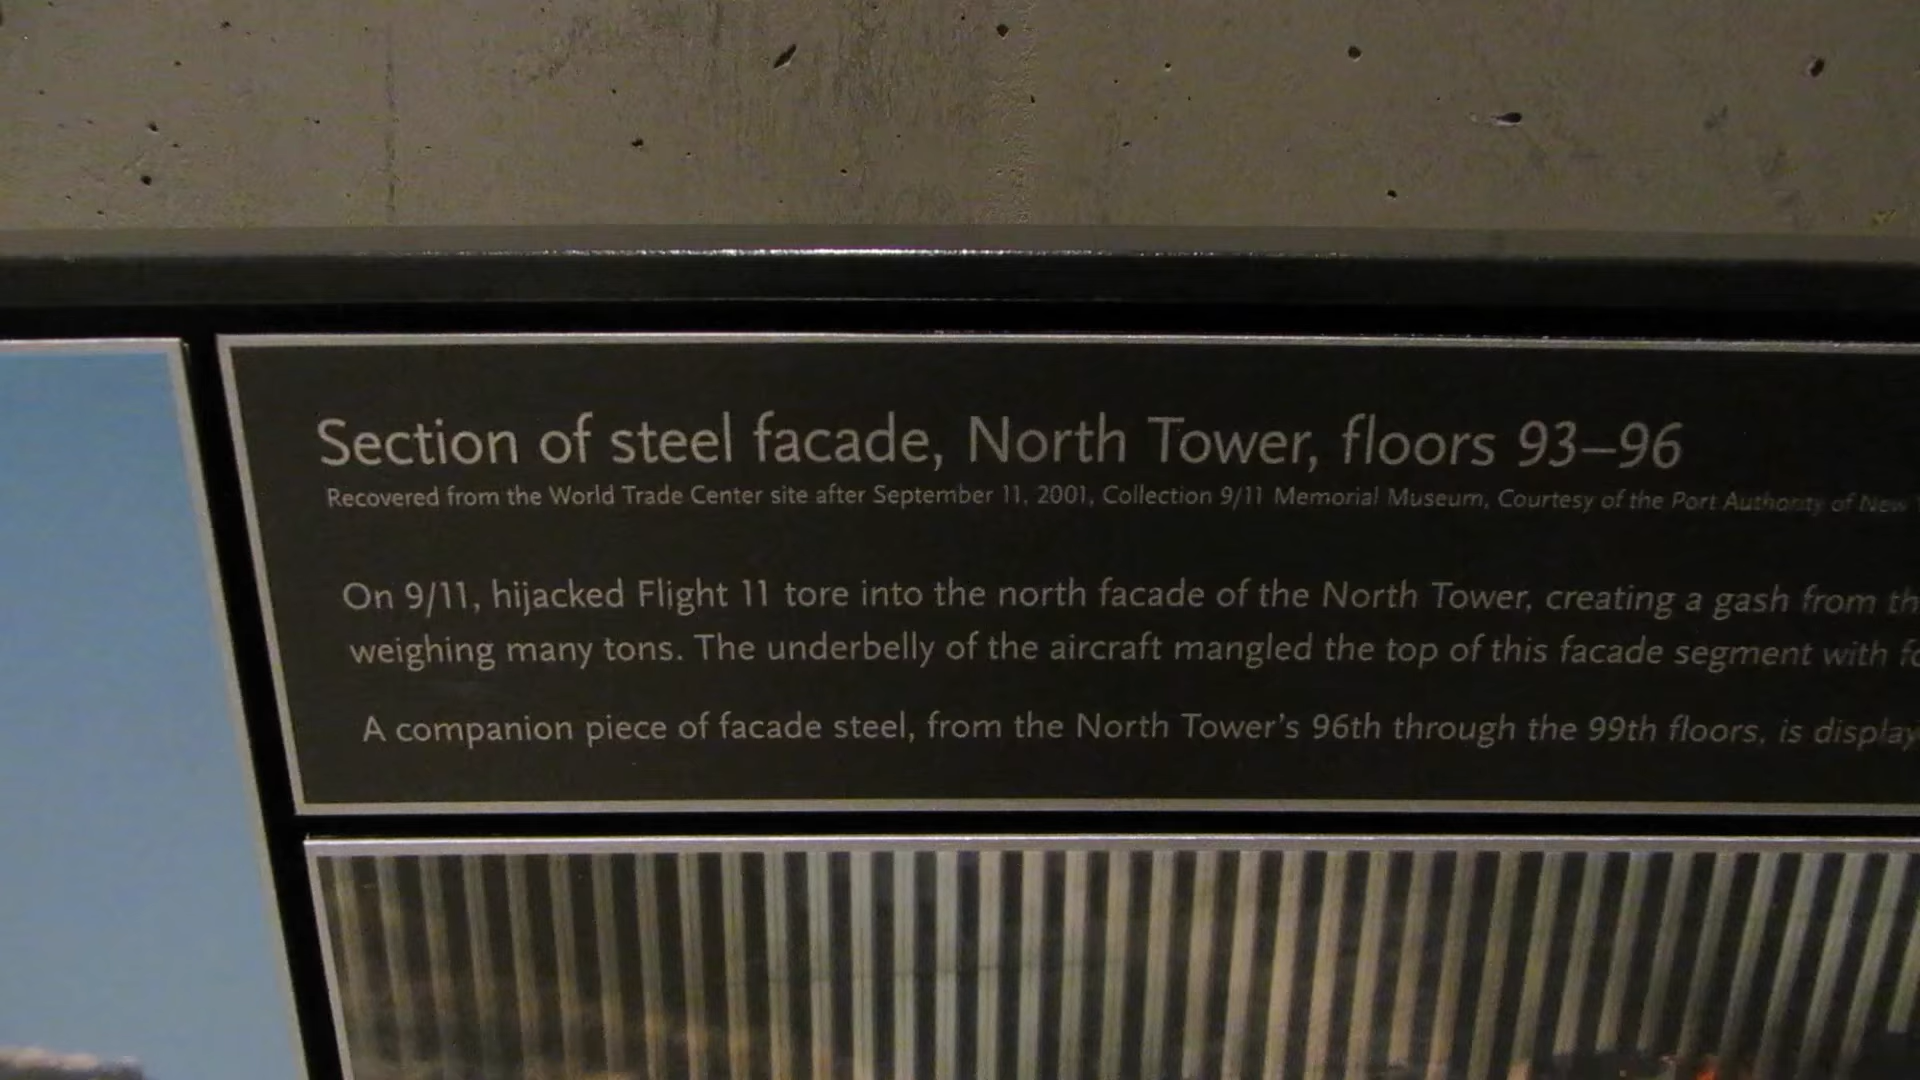 Section of steel facade, North Tower, floors 93–96
Recovered from the World Trade Center site after September 11, 2001, Collection 9/11 Memorial Museum, Courtesy of the Port Authority of New
On 9/11, hijacked Flight 11 tore into the north facade of the North Tower, creating a gash from
weighing many tons. The underbelly of the aircraft mangled the top of this facade segment with
A companion piece of facade steel, from the North Tower's 96th through the 99th floors, is